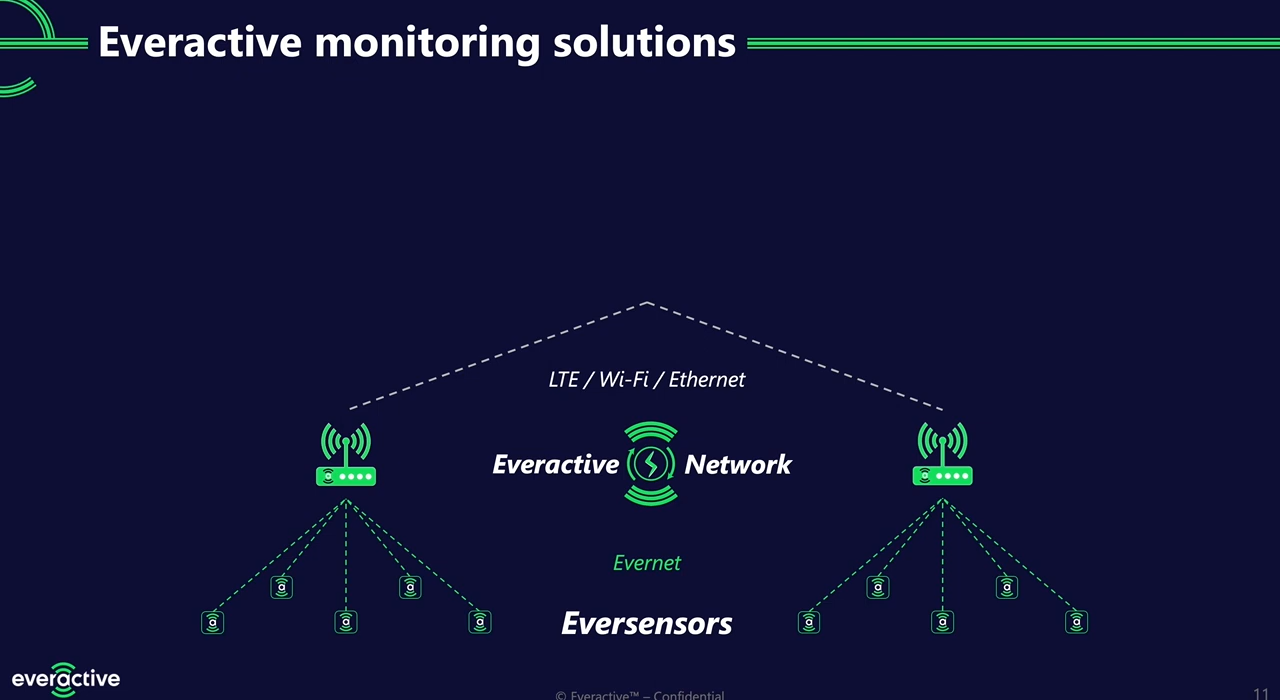 Everactive monitoring solutions
LTE / Wi-Fi / Ethernet
Everactive Network
Evernet
a a a a
Eversensors
a a a a a a
everactive
© Everactive™ – Confidential
11